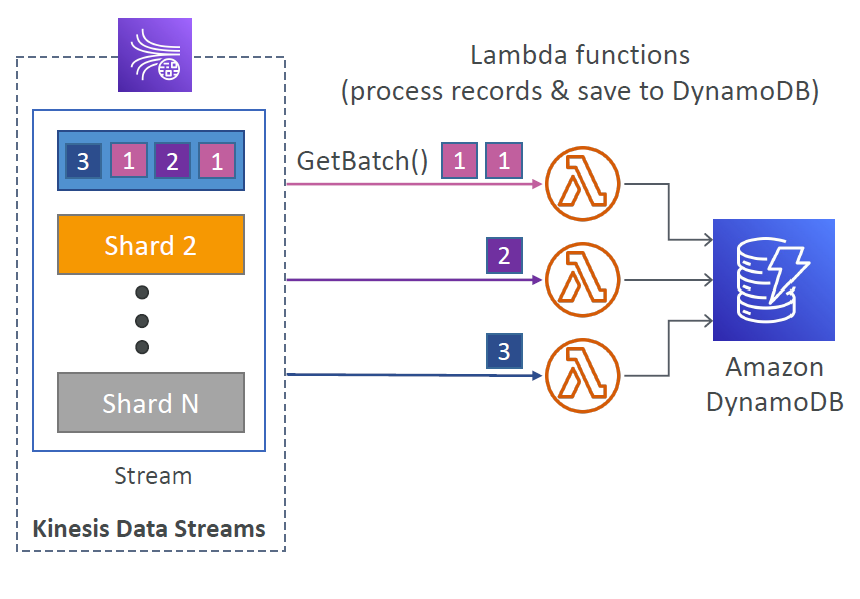 Lambda functions
(process records & save to DynamoDB)
3 1 2 1
GetBatch() 1 1
Shard 2
2
3
Shard N
Amazon
DynamoDB
Stream
Kinesis Data Streams